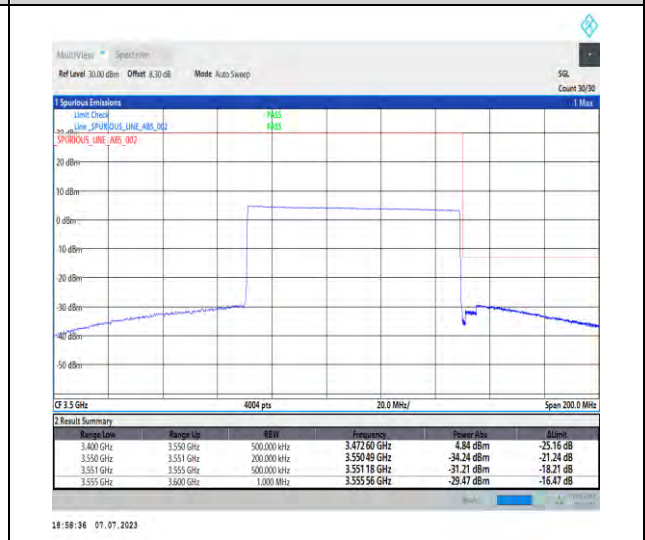 MultiView Spectrum
Ref Level 30.00 dBm Offset 8.30 dB Mode Auto Sweep SGL
Count 30/30
1 Spurious Emissions 1 Max
Limit Check PASS
Line _SPURIOUS_LINE_ABS_002 PASS
_SPURIOUS_LINE_ABS_002
20 dBm
10 dBm
0 dBm
-10 dBm
-20 dBm
-30 dBm
-40 dBm
-50 dBm
CF 3.5 GHz 4004 pts 20.0 MHz/ Span 200.0 MHz
2 Result Summary
Range Low Range Up RBW Frequency Power Abs ΔLimit
3.400 GHz 3.550 GHz 500.000 kHz 3.472 60 GHz 4.84 dBm -25.16 dB
3.550 GHz 3.551 GHz 200.000 kHz 3.550 49 GHz -34.24 dBm -21.24 dB
3.551 GHz 3.555 GHz 500.000 kHz 3.551 18 GHz -31.21 dBm -18.21 dB
3.555 GHz 3.600 GHz 1.000 MHz 3.555 56 GHz -29.47 dBm -16.47 dB
18:58:36 07.07.2023